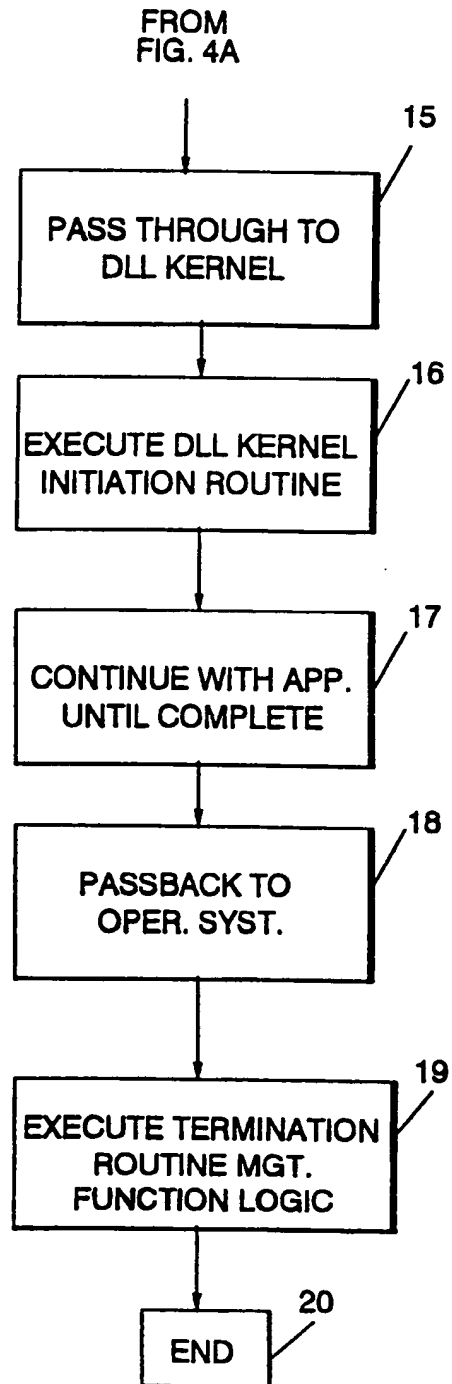 FROM
FIG. 4A
15
PASS THROUGH TO
DLL KERNEL
16
EXECUTE DLL KERNEL
INITIATION ROUTINE
17
CONTINUE WITH APP.
UNTIL COMPLETE
18
PASSBACK TO
OPER. SYST.
19
EXECUTE TERMINATION
ROUTINE MGT.
FUNCTION LOGIC
20
END